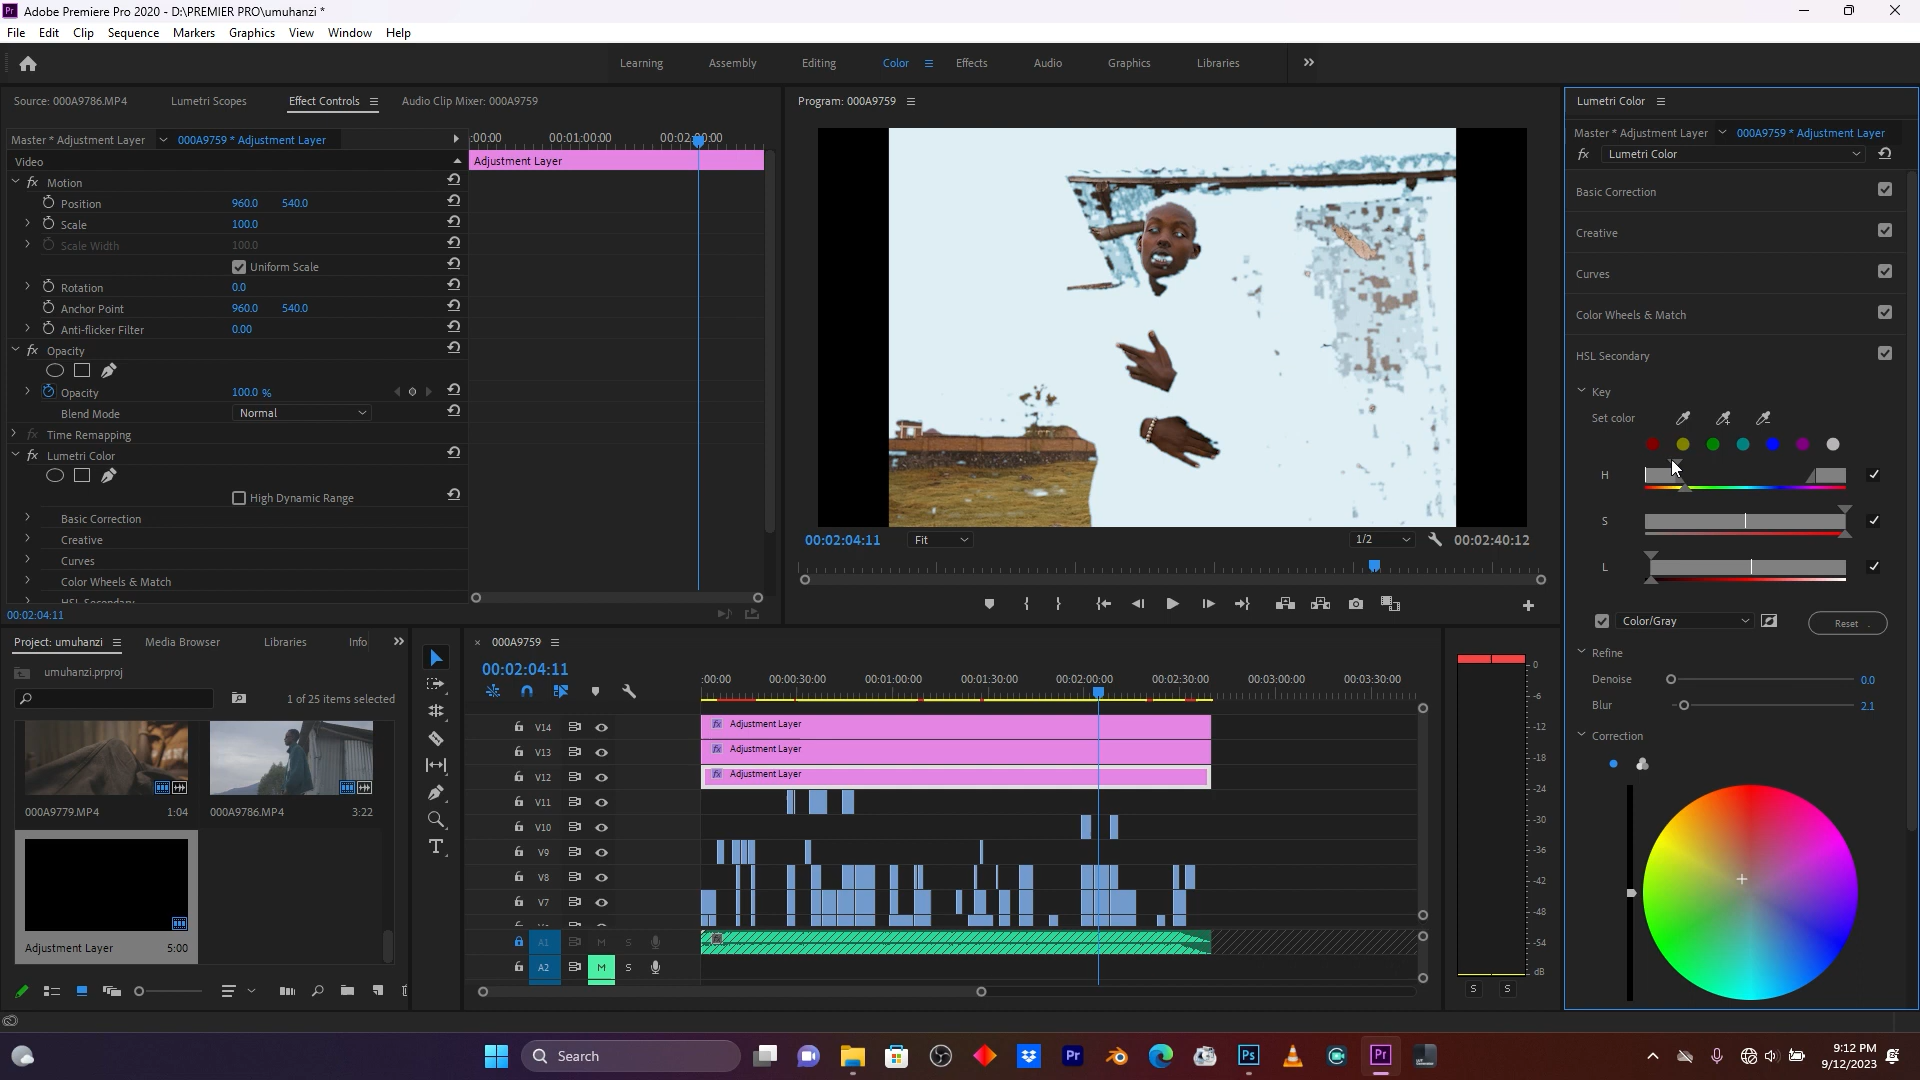 Adobe Premiere Pro 2020 - D:\PREMIER PRO\umuhanzi *
File Edit Clip Sequence Markers Graphics View Window Help
Learning Assembly Editing Color Effects Audio Graphics Libraries
Source: 000A9786.MP4 Lumetri Scopes Effect Controls Audio Clip Mixer: 000A9759
Master * Adjustment Layer 000A9759 * Adjustment Layer
:00:00 00:01:00:00 00:02:00:00
Video
Adjustment Layer
Motion
Position 960.0 540.0
Scale 100.0
Scale Width 100.0
Uniform Scale
Rotation 0.0
Anchor Point 960.0 540.0
Anti-flicker Filter 0.00
Opacity
Opacity 100.0 %
Blend Mode Normal
Time Remapping
Lumetri Color
High Dynamic Range
Basic Correction
Creative
Curves
Color Wheels & Match
HSL Secondary
00:02:04:11
Program: 000A9759
00:02:04:11 Fit 1/2 00:02:40:12
Lumetri Color
Master * Adjustment Layer 000A9759 * Adjustment Layer
fx Lumetri Color
Basic Correction
Creative
Curves
Color Wheels & Match
HSL Secondary
Key
Set color
H
S
L
Color/Gray Reset
Refine
Denoise 0.0
Blur 2.1
Correction
Project: umuhanzi Media Browser Libraries Info
umuhanzi.prproj
1 of 25 items selected
000A9779.MP4 1:04 000A9786.MP4 3:22
Adjustment Layer 5:00
000A9759
00:02:04:11
:00:00 00:00:30:00 00:01:00:00 00:01:30:00 00:02:00:00 00:02:30:00 00:03:00:00 00:03:30:00
V14 Adjustment Layer
V13 Adjustment Layer
V12 Adjustment Layer
V11
V10
V9
V8
V7
A1 M S
A2 M S
0
-6
-12
-18
-24
-30
-36
-42
-48
-54
dB
S S
Search
9:12 PM
9/12/2023